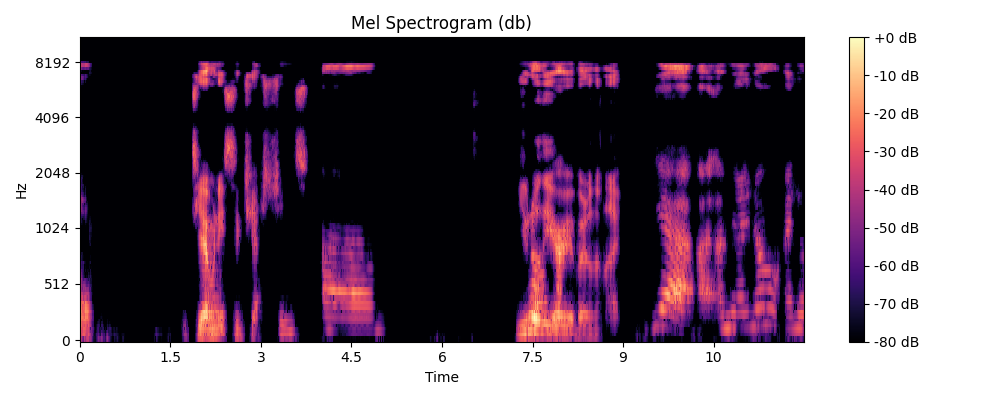 Mel Spectrogram (db)
Hz
8192
4096
2048
1024
512
0
0 1.5 3 4.5 6 7.5 9 10
Time
+0 dB
-10 dB
-20 dB
-30 dB
-40 dB
-50 dB
-60 dB
-70 dB
-80 dB